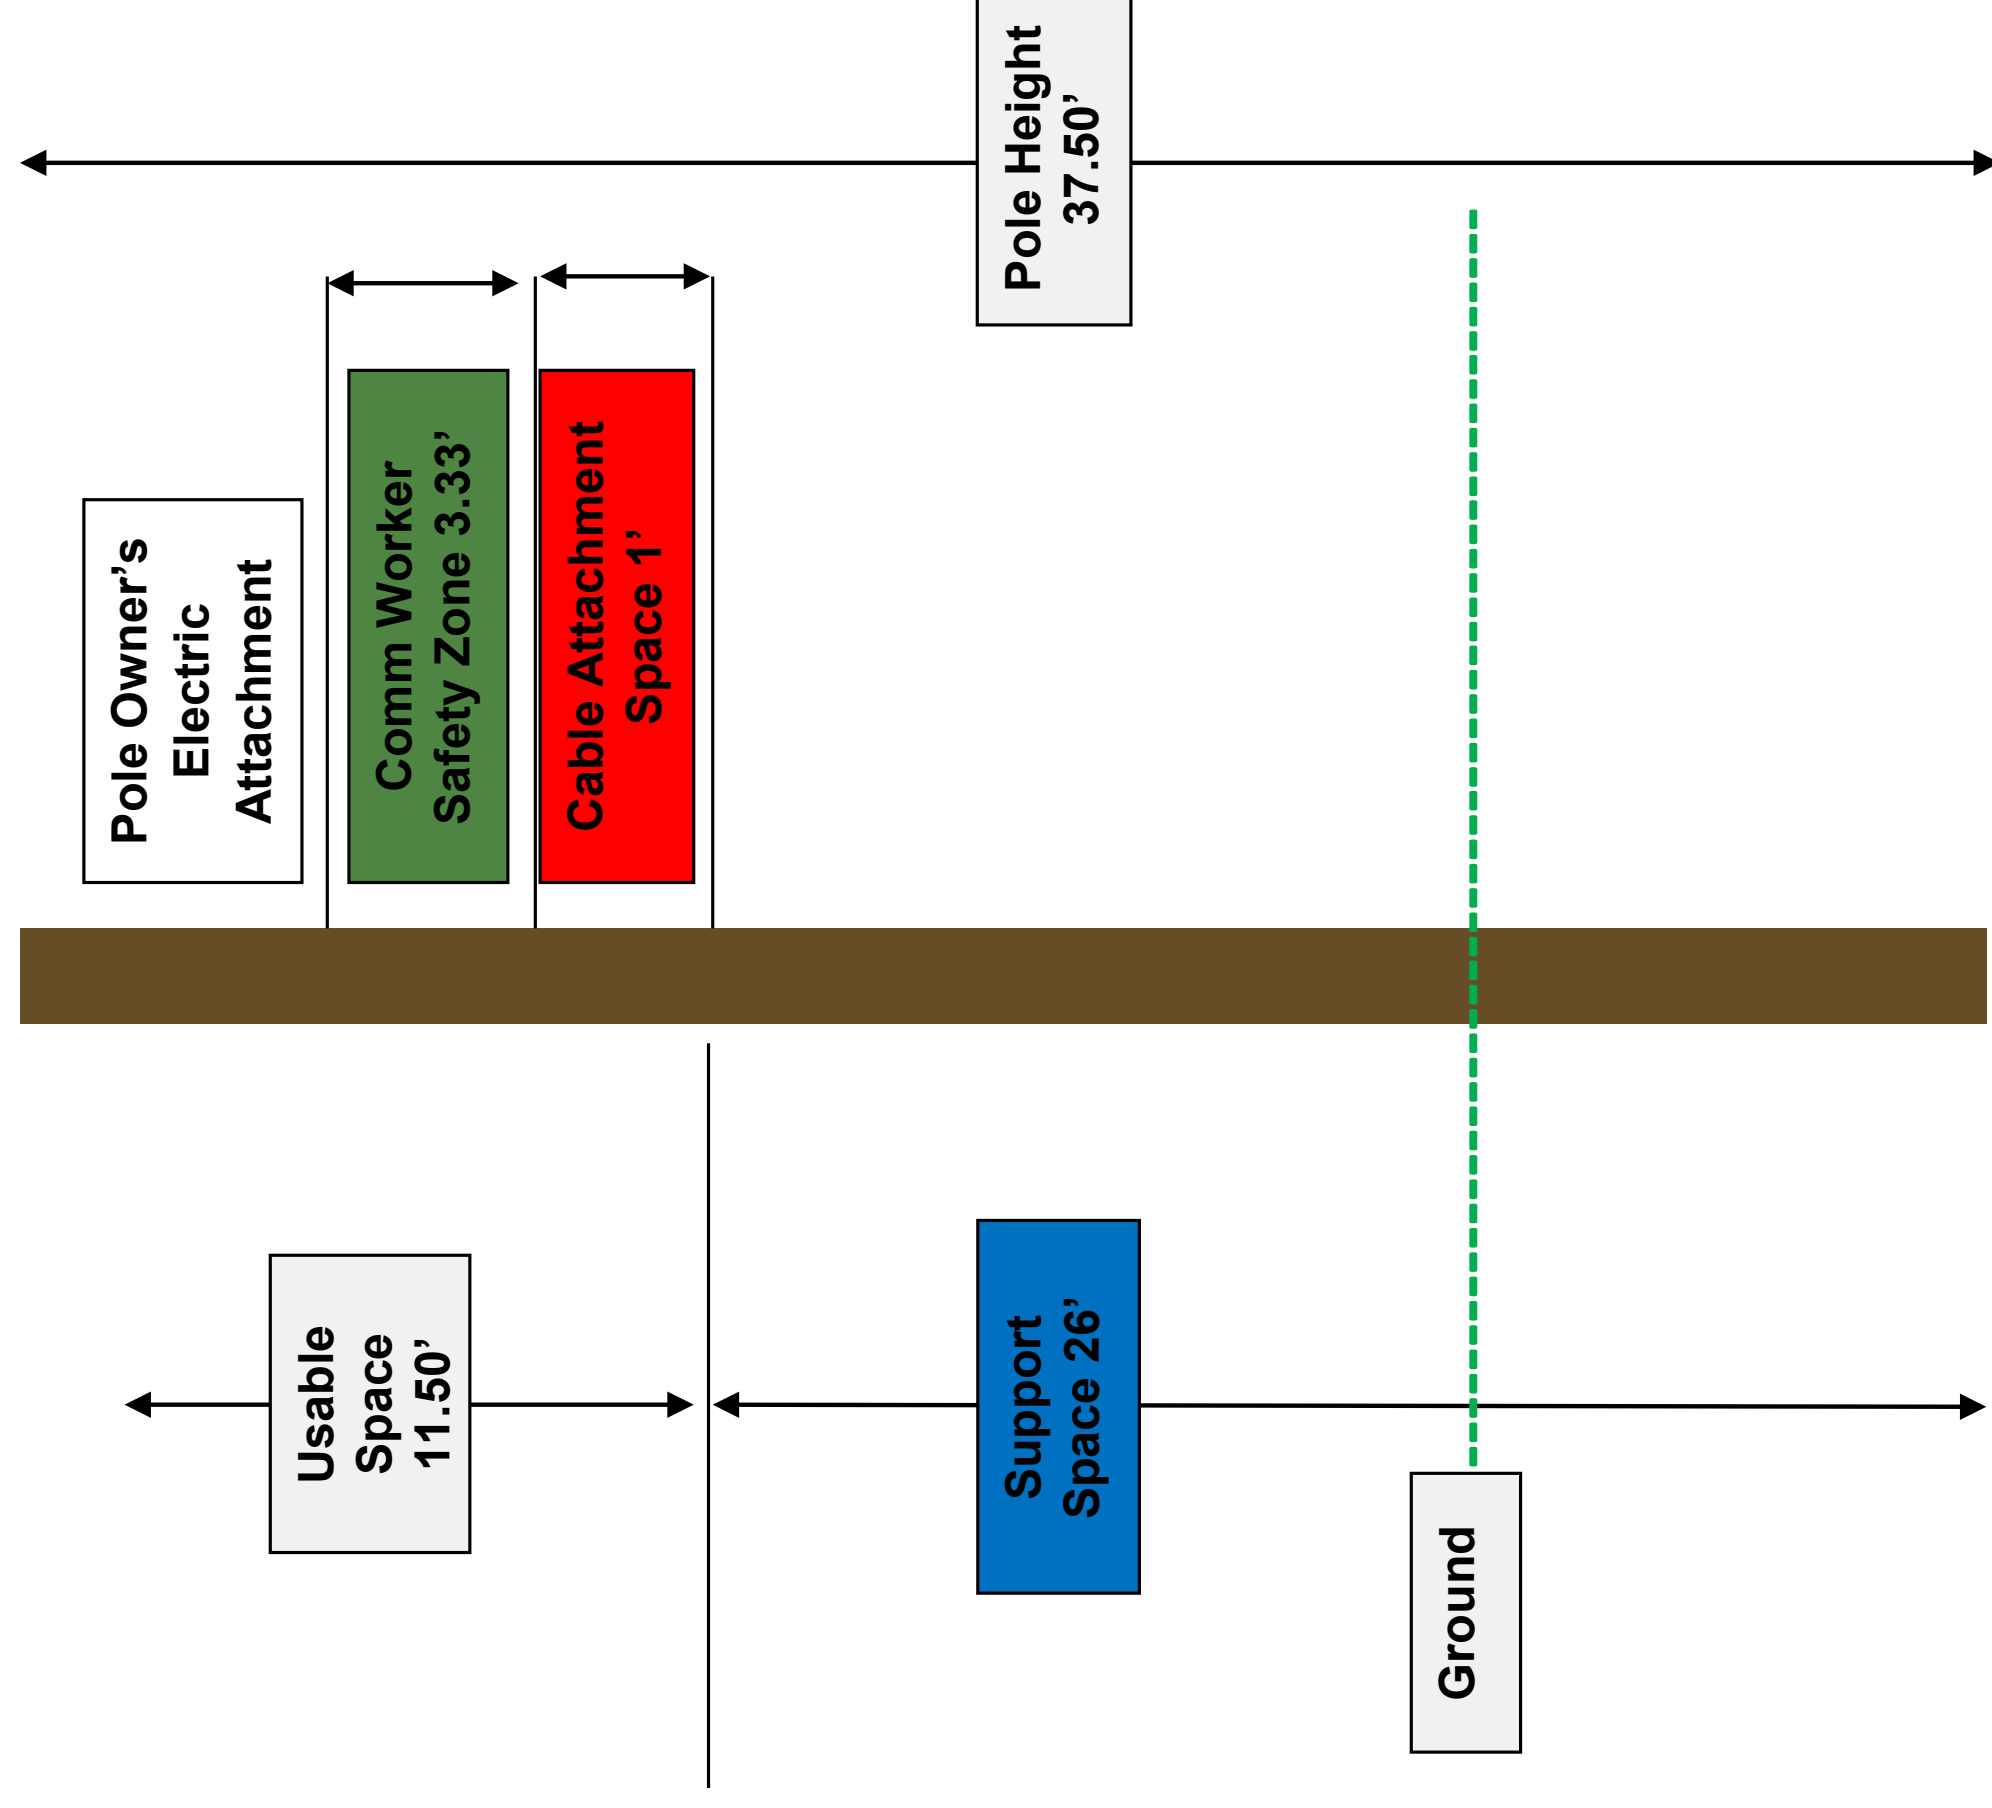 Pole Height
37.50’
Pole Owner’s
Electric
Attachment
Comm Worker
Safety Zone 3.33’
Cable Attachment
Space 1’
Usable
Space
11.50’
Support
Space 26’
Ground